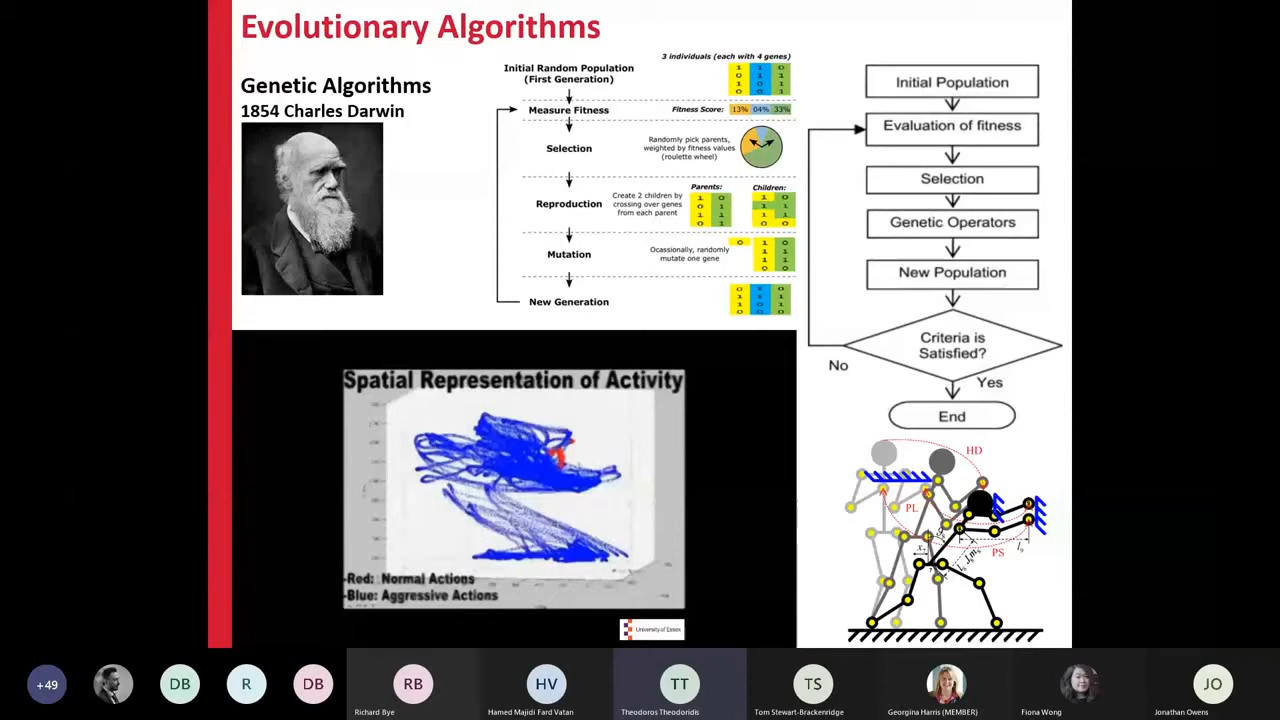 Evolutionary Algorithms
Genetic Algorithms
1854 Charles Darwin
3 individuals (each with 4 genes)
Initial Random Population
(First Generation)
Measure Fitness
Fitness Score:
13%
04%
33%
Selection
Randomly pick parents,
weighted by fitness values
(roulette wheel)
Parents:
Children:
Reproduction
Create 2 children by
crossing over genes
from each parent
Mutation
Ocassionally, randomly
mutate one gene
New Generation
Initial Population
Evaluation of fitness
Selection
Genetic Operators
New Population
Criteria is
Satisfied?
No
Yes
End
Spatial Representation of Activity
-Red: Normal Actions
-Blue: Aggressive Actions
University of Essex
HD
PL
PS
+49
DB
R
DB
RB
Richard Bye
HV
Hamed Majidi Fard Vatan
TT
Theodoros Theodoridis
TS
Tom Stewart-Brackenridge
Georgina Harris (MEMBER)
Fiona Wong
JO
Jonathan Owens